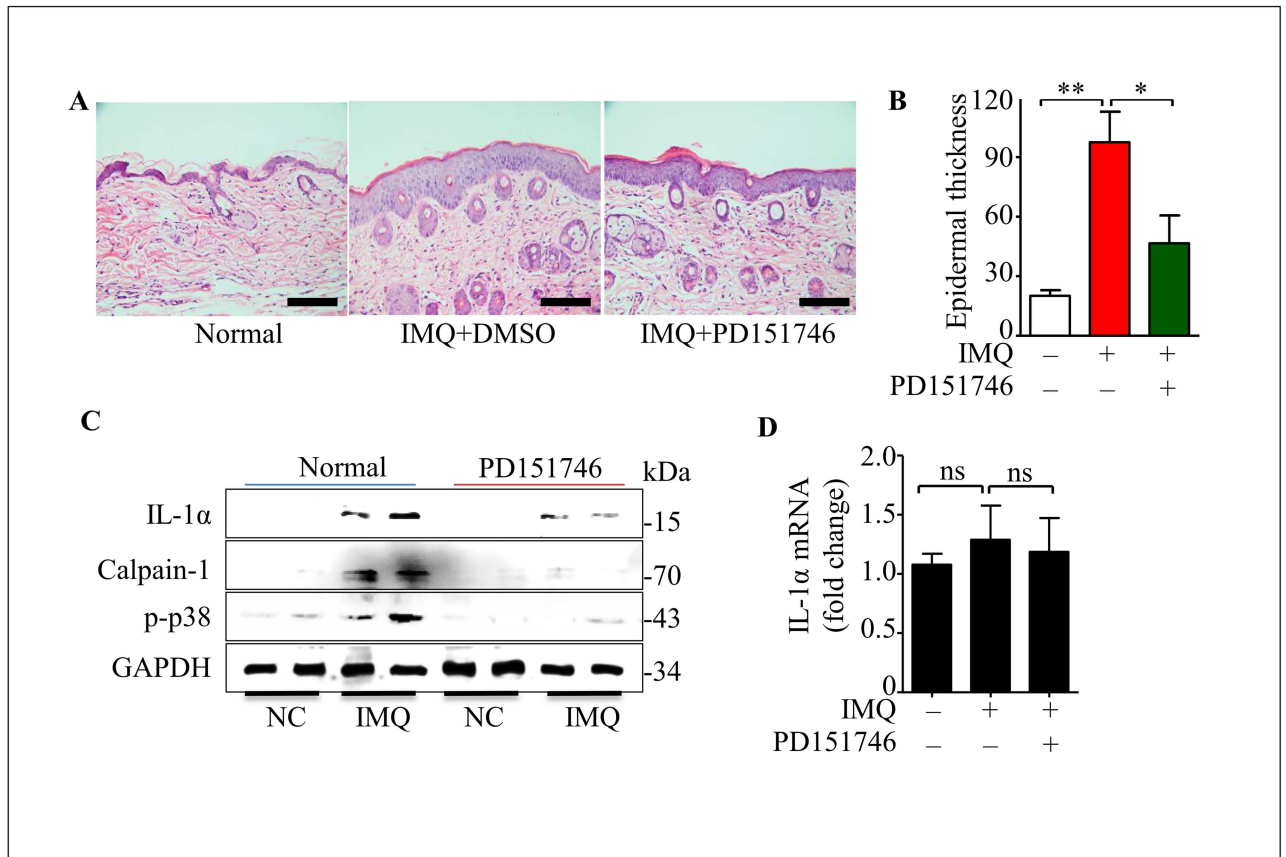 A
Normal
IMQ+DMSO
IMQ+PD151746
B
Epidermal thickness
120
90
60
30
0
** *
IMQ – + +
PD151746 – – +
C
Normal PD151746 kDa
IL-1α -15
Calpain-1 -70
p-p38 -43
GAPDH -34
NC IMQ NC IMQ
D
IL-1α mRNA
(fold change)
2.0
1.5
1.0
0.5
0
ns ns
IMQ – + +
PD151746 – – +